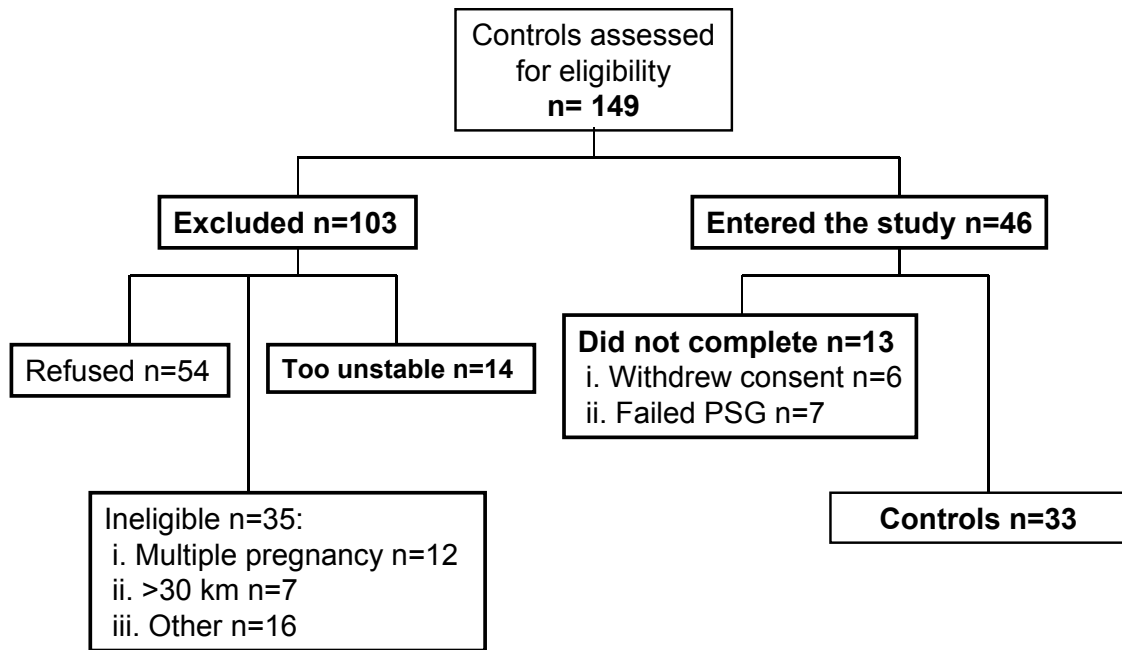 Controls assessed
for eligibility
n= 149
Excluded n=103
Entered the study n=46
Refused n=54
Too unstable n=14
Did not complete n=13
i. Withdrew consent n=6
ii. Failed PSG n=7
Ineligible n=35:
i. Multiple pregnancy n=12
ii. >30 km n=7
iii. Other n=16
Controls n=33